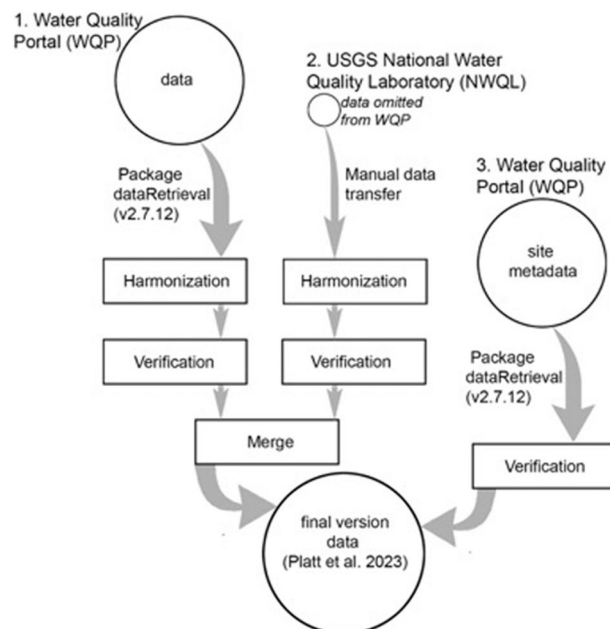 1. Water Quality
Portal (WQP)
data
2. USGS National Water
Quality Laboratory (NWQL)
data omitted
from WQP
Package
dataRetrieval
(v2.7.12)
Manual data
transfer
3. Water Quality
Portal (WQP)
site
metadata
Harmonization
Harmonization
Verification
Verification
Package
dataRetrieval
(v2.7.12)
Merge
Verification
final version
data
(Platt et al. 2023)